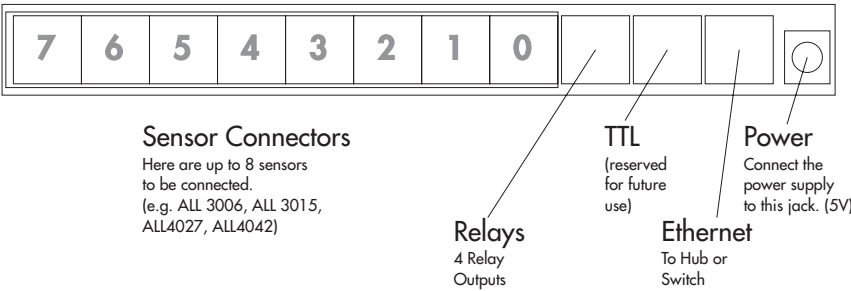 7 6 5 4 3 2 1 0
Sensor Connectors
Here are up to 8 sensors
to be connected.
(e.g. ALL 3006, ALL 3015,
ALL4027, ALL4042)
Relays
4 Relay
Outputs
TTL
(reserved
for future
use)
Ethernet
To Hub or
Switch
Power
Connect the
power supply
to this jack. (5V)